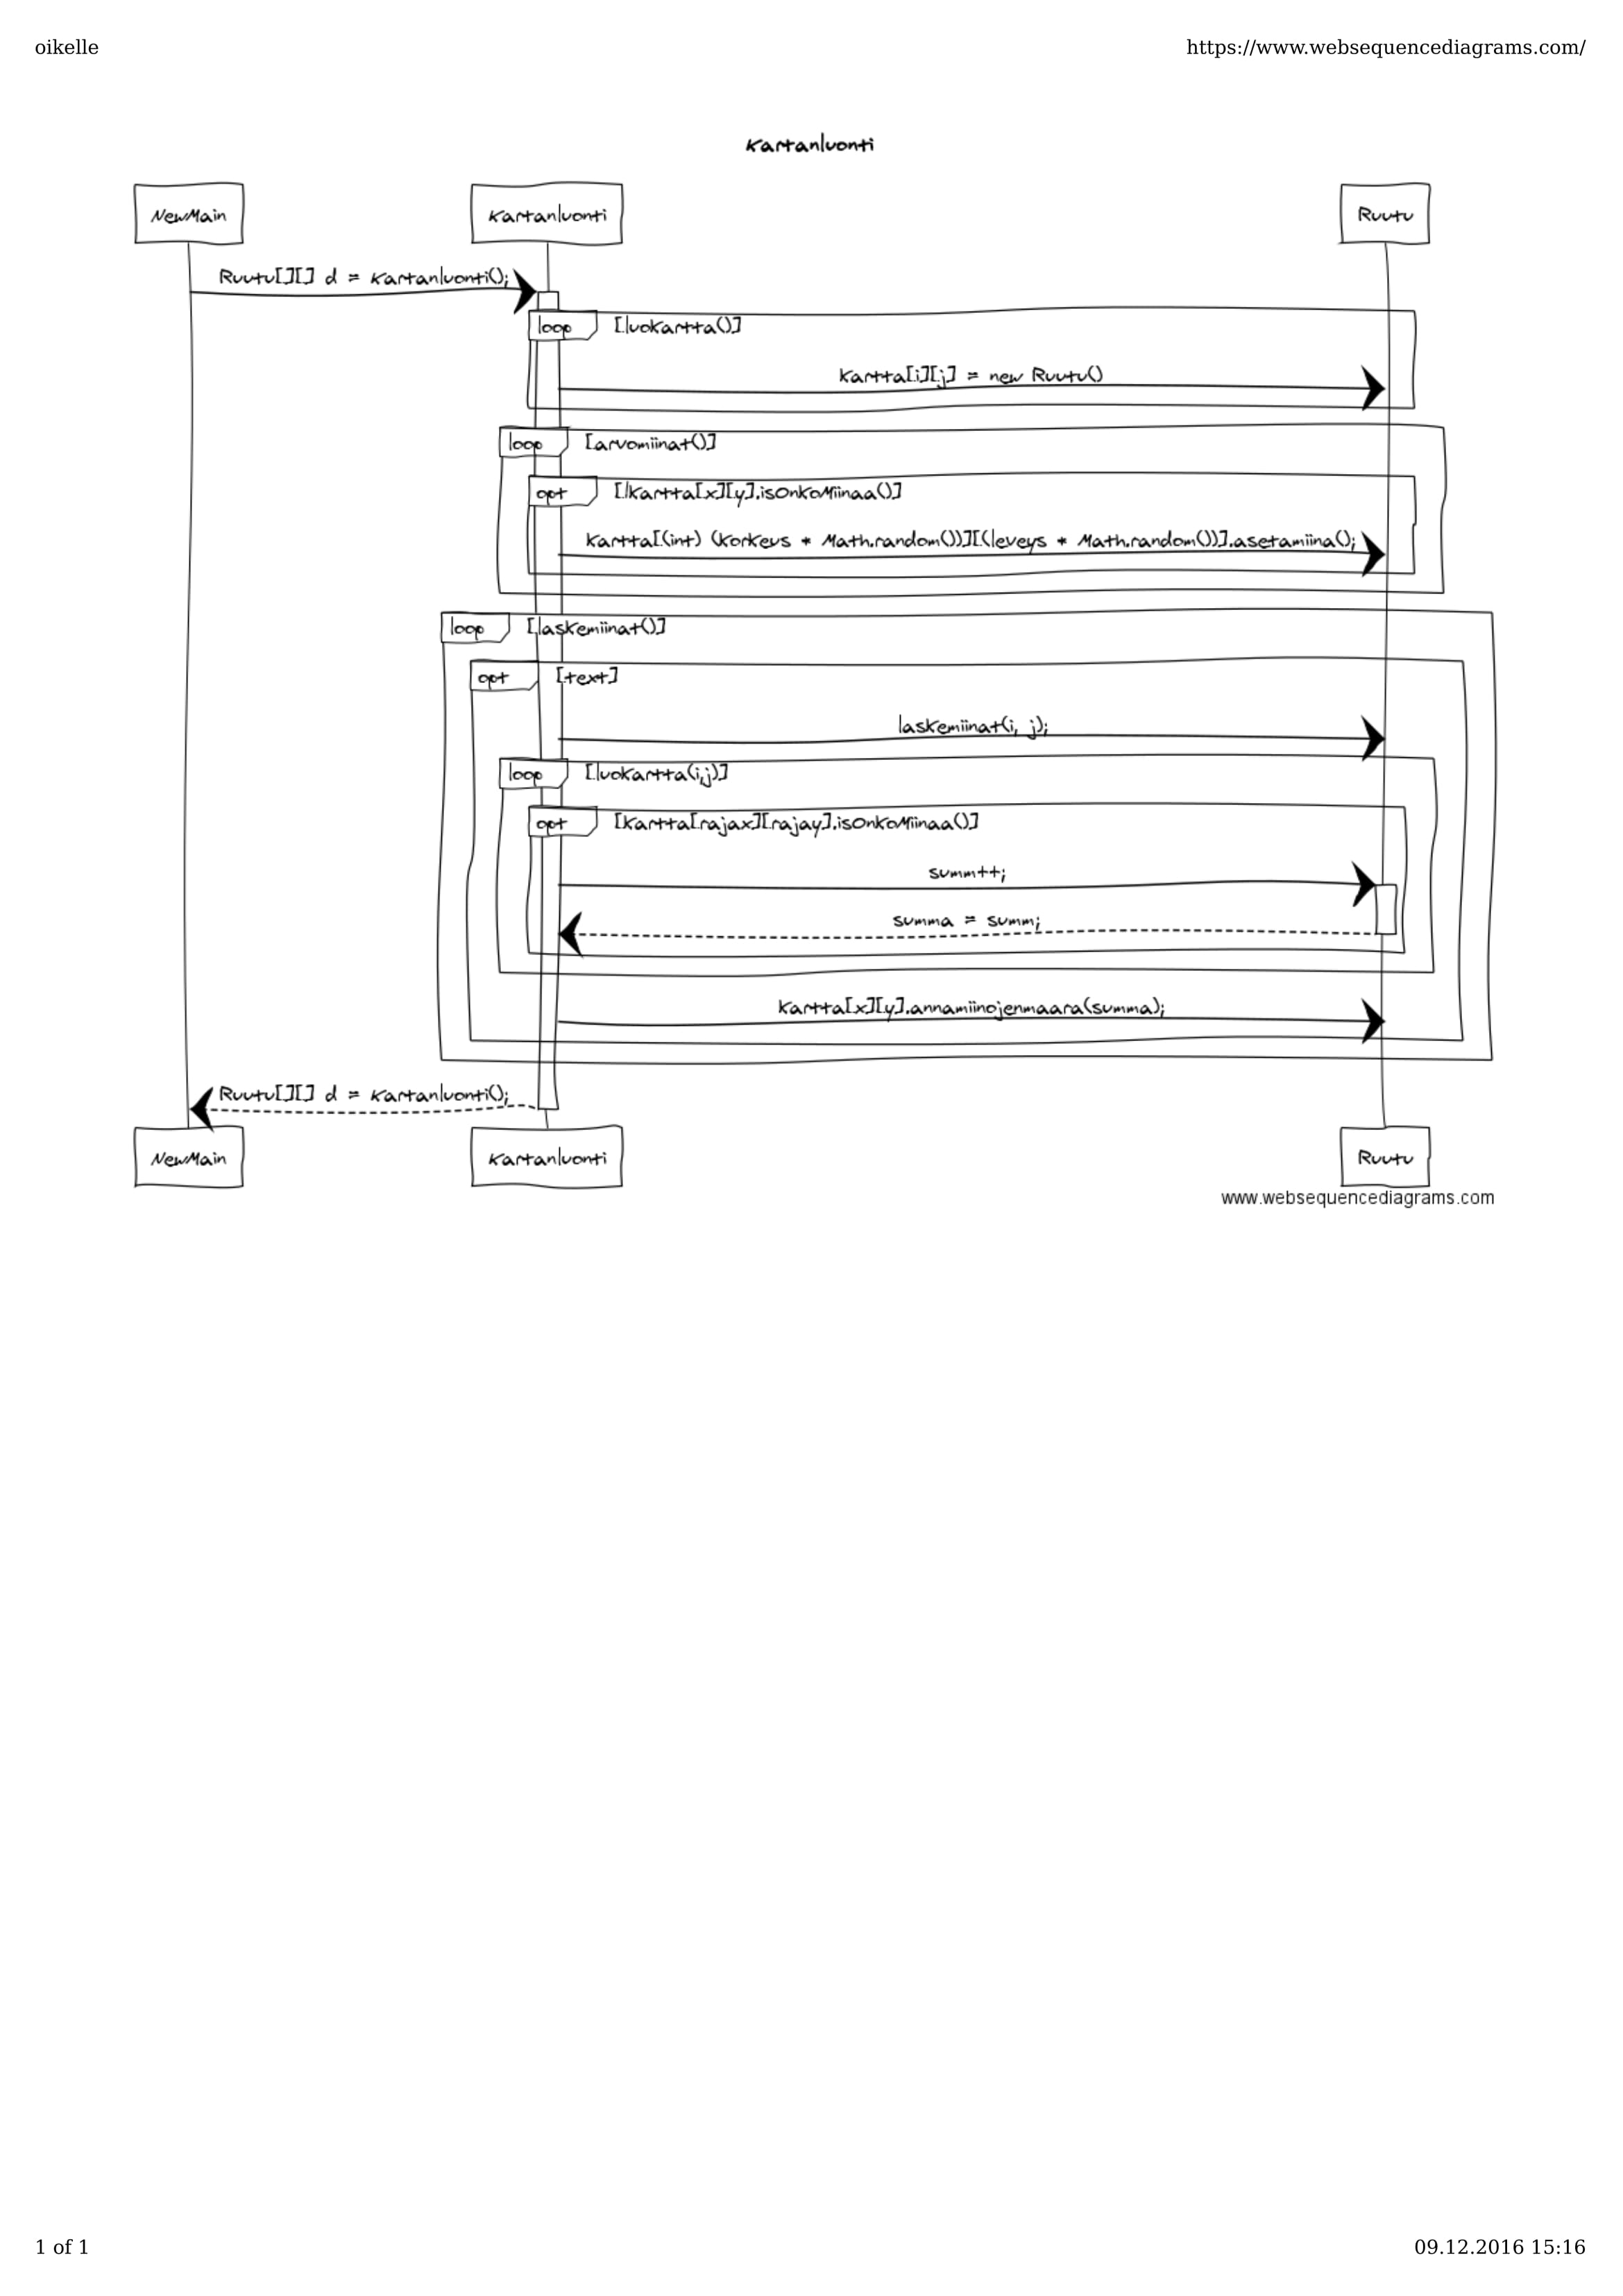 oikelle
https://www.websequencediagrams.com/
Kartanluonti
NewMain
Kartanluonti
Ruutu
Ruutu[][] d = Kartanluonti();
loop [luokartta()]
kartta[i][j] = new Ruutu()
loop [arvomiinat()]
opt [!kartta[x][y].isOnkoMiinaa()]
kartta[(int) (korkeus * Math.random())][(leveys * Math.random())].asetamiina();
loop [laskemiinat()]
opt [text]
laskemiinat(i, j);
loop [luokartta(i,j)]
opt [kartta[rajax][rajay].isOnkoMiinaa()]
summ++;
summa = summ;
kartta[x][y].annamiinojenmaara(summa);
Ruutu[][] d = Kartanluonti();
NewMain
Kartanluonti
Ruutu
www.websequencediagrams.com
1 of 1
09.12.2016 15:16